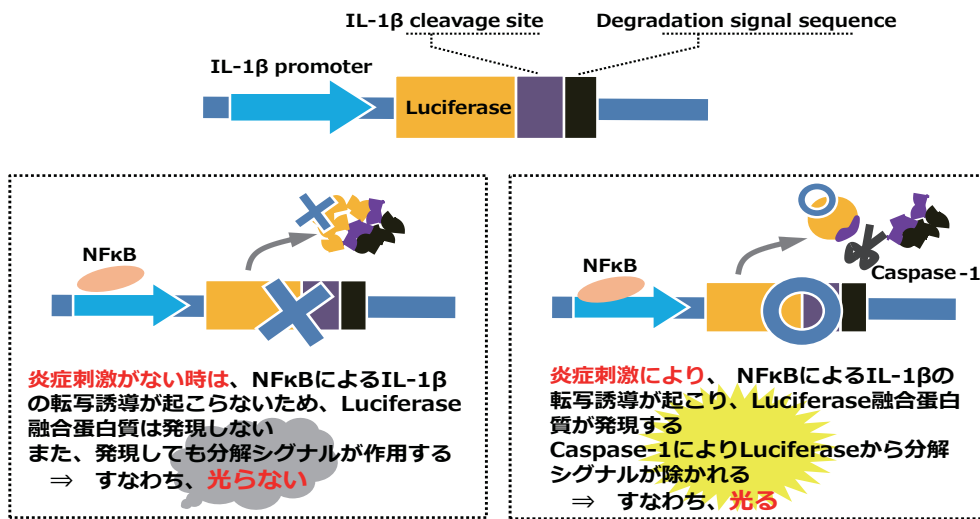 IL-1β cleavage site
Degradation signal sequence
IL-1β promoter
Luciferase
NFκB
炎症刺激がない時は、NFκBによるIL-1β
の転写誘導が起こらないため、Luciferase
融合蛋白質は発現しない
また、発現しても分解シグナルが作用する
⇒ すなわち、光らない
NFκB
Caspase-1
炎症刺激により、 NFκBによるIL-1βの
転写誘導が起こり、Luciferase融合蛋白
質が発現する
Caspase-1によりLuciferaseから分解
シグナルが除かれる
⇒ すなわち、光る